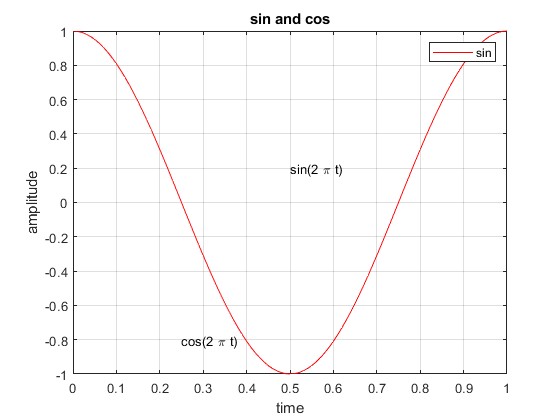 sin and cos
1
sin
0.8
0.6
0.4
0.2
sin(2 π t)
0
amplitude
-0.2
-0.4
-0.6
-0.8
cos(2 π t)
-1
0 0.1 0.2 0.3 0.4 0.5 0.6 0.7 0.8 0.9 1
time